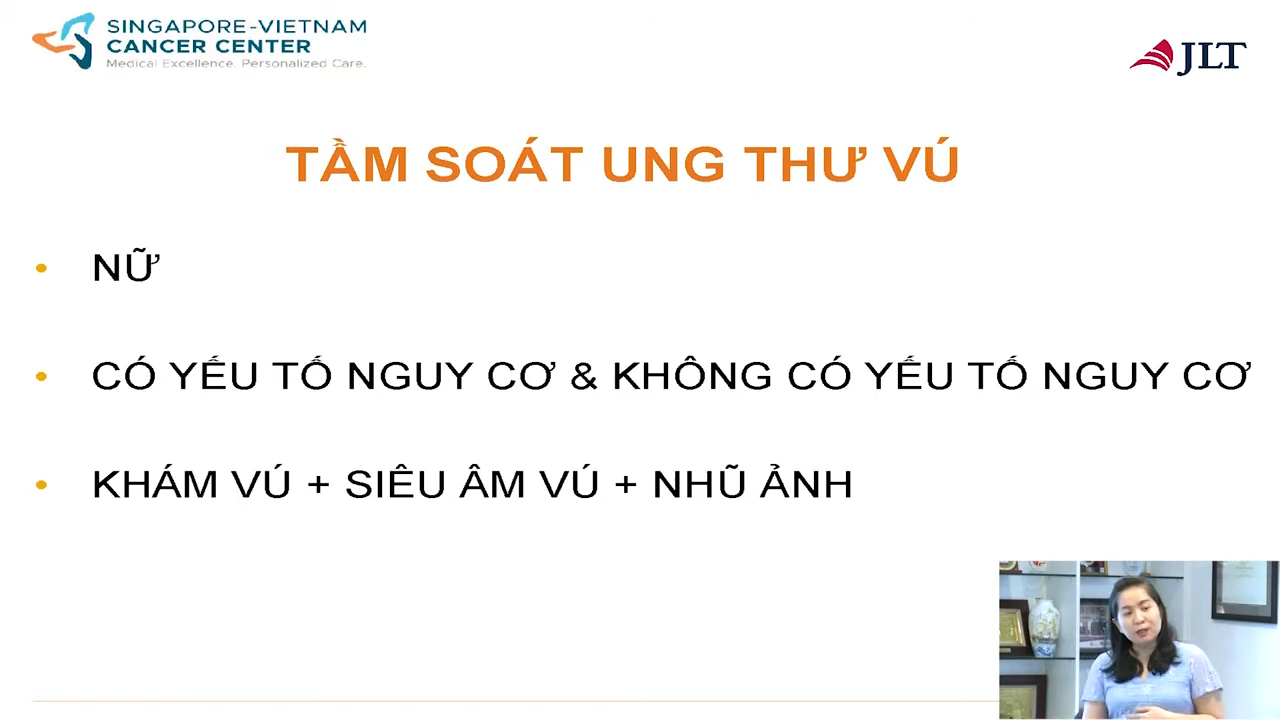 SINGAPORE-VIETNAM
CANCER CENTER
Medical Excellence. Personalized Care.
JLT
TẦM SOÁT UNG THƯ VÚ
• NỮ
• CÓ YẾU TỐ NGUY CƠ & KHÔNG CÓ YẾU TỐ NGUY CƠ
• KHÁM VÚ + SIÊU ÂM VÚ + NHŨ ẢNH